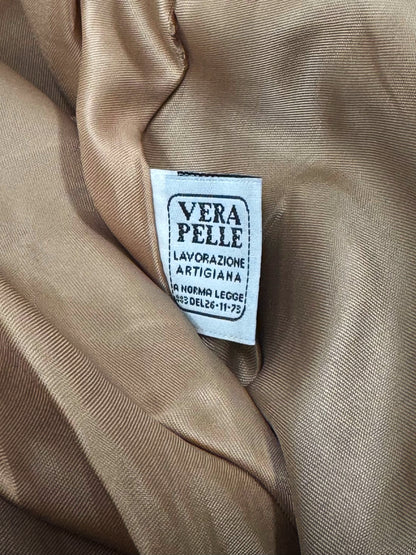 VERA
PELLE
LAVORAZIONE
ARTIGIANA
A NORMA LEGGE
883 DEL 26-11-73